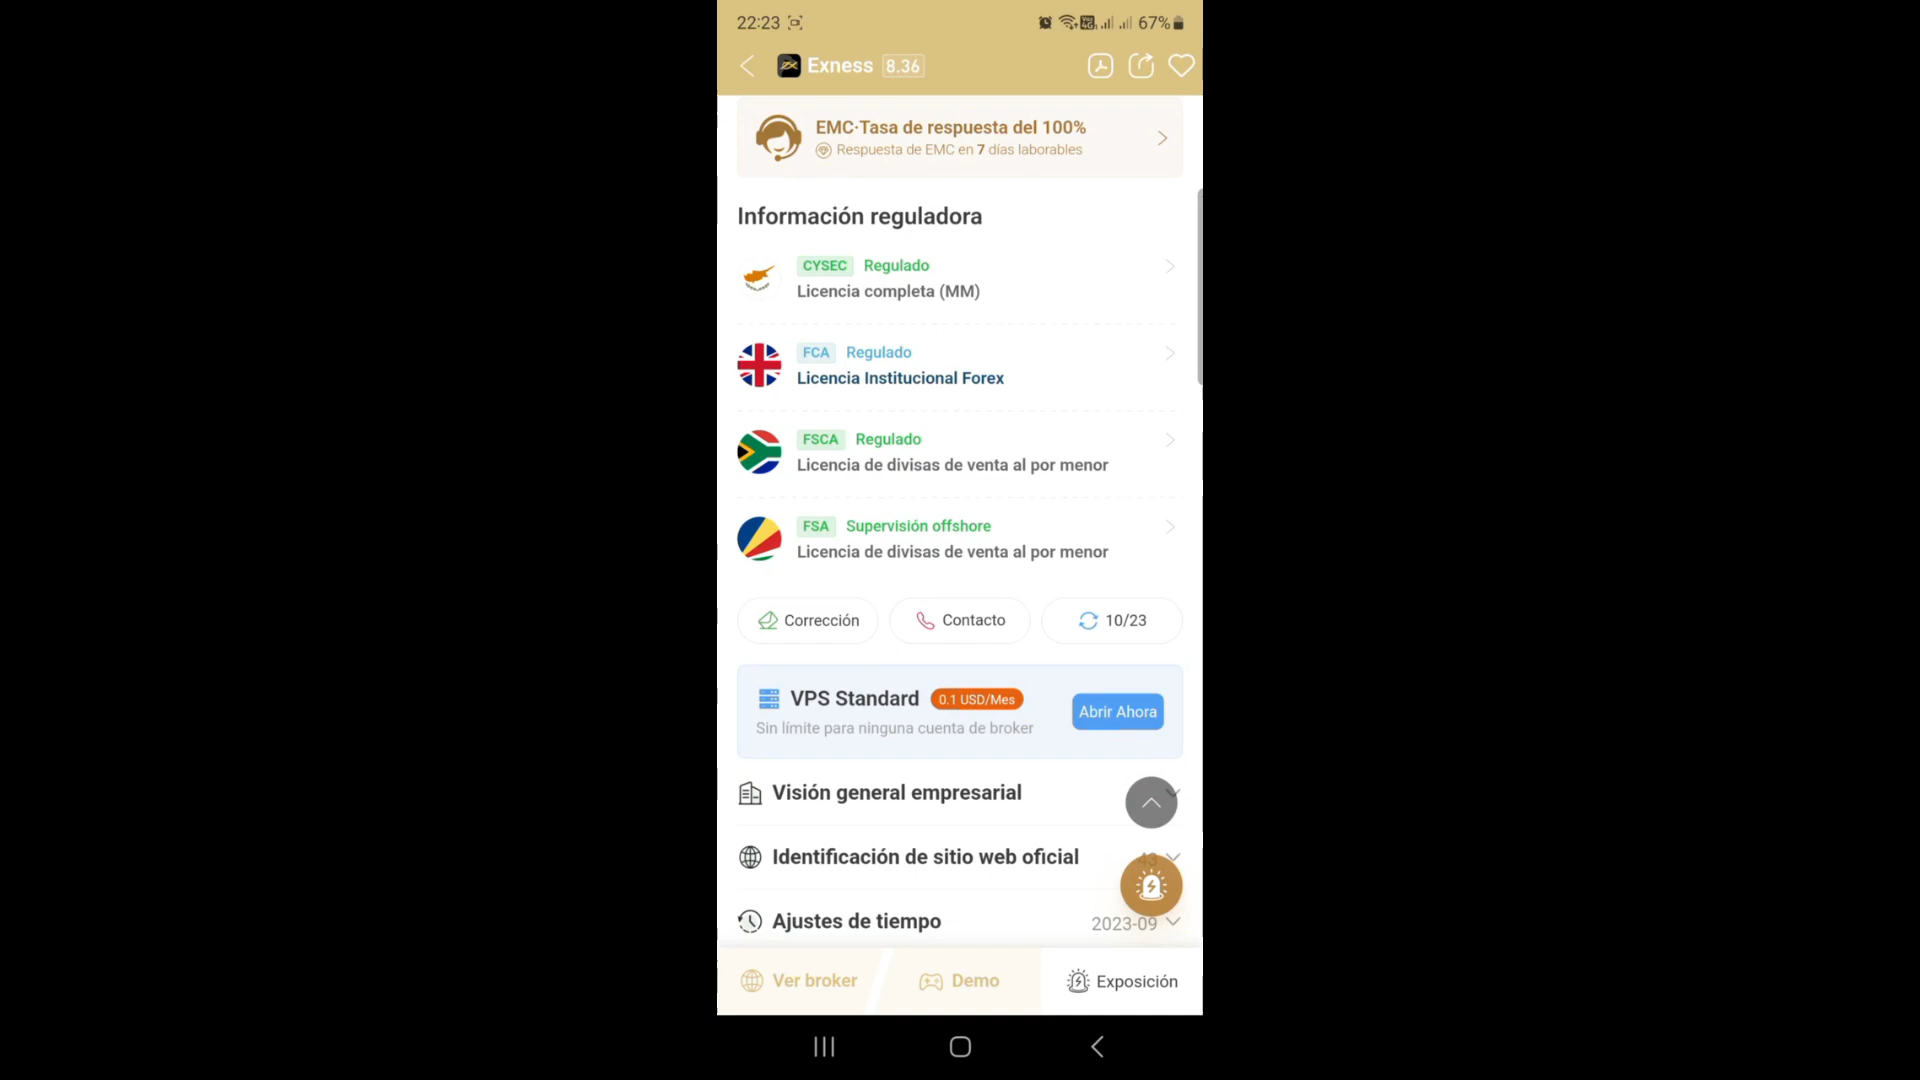 22:23 67%
Exness 8.36
EMC·Tasa de respuesta del 100%
Respuesta de EMC en 7 días laborables
Información reguladora
CYSEC Regulado
Licencia completa (MM)
FCA Regulado
Licencia Institucional Forex
FSCA Regulado
Licencia de divisas de venta al por menor
FSA Supervisión offshore
Licencia de divisas de venta al por menor
Corrección Contacto 10/23
VPS Standard 0.1 USD/Mes
Abrir Ahora
Sin límite para ninguna cuenta de broker
Visión general empresarial
Identificación de sitio web oficial 43
Ajustes de tiempo 2023-09
Ver broker Demo Exposición